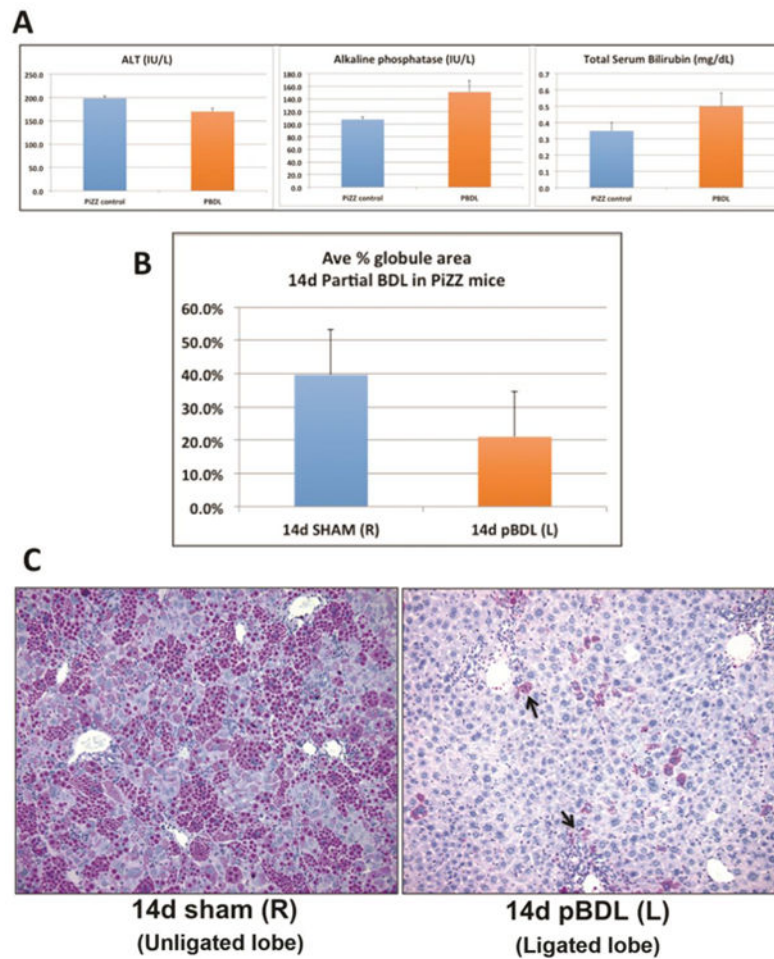 A
ALT (IU/L)
250.0
200.0
150.0
100.0
50.0
0.0
PiZZ control
PBDL
Alkaline phosphatase (IU/L)
180.0
160.0
140.0
120.0
100.0
80.0
60.0
40.0
20.0
0.0
PiZZ control
PBDL
Total Serum Bilirubin (mg/dL)
0.7
0.6
0.5
0.4
0.3
0.2
0.1
0.0
PiZZ control
PBDL
B
Ave % globule area
14d Partial BDL in PiZZ mice
60.0%
50.0%
40.0%
30.0%
20.0%
10.0%
0.0%
14d SHAM (R)
14d pBDL (L)
C
14d sham (R)
(Unligated lobe)
14d pBDL (L)
(Ligated lobe)